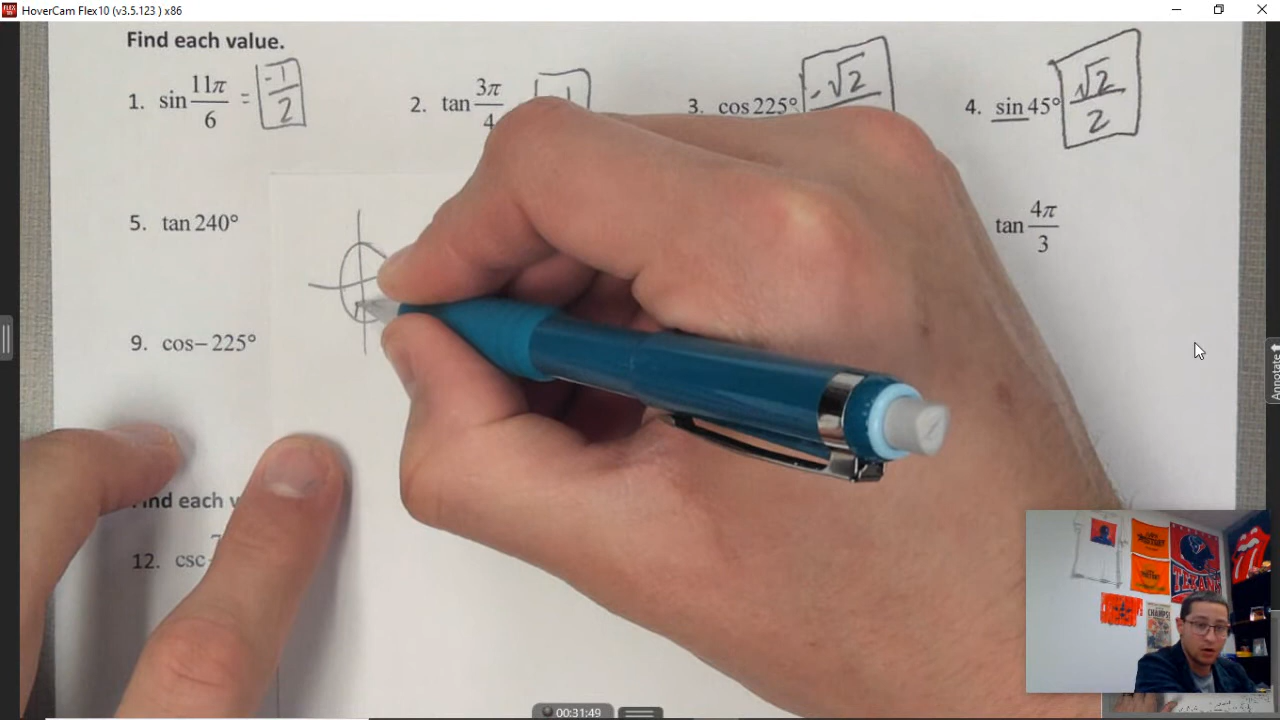 HoverCam Flex10 (v3.5.123 ) x86
Find each value.
1. sin 11π/6 = -1/2
2. tan 3π/4
3. cos 225° -√2
4. sin 45° √2/2
5. tan 240°
tan 4π/3
9. cos– 225°
ind each v
12. csc
Annotate
TEXANS
00:31:49